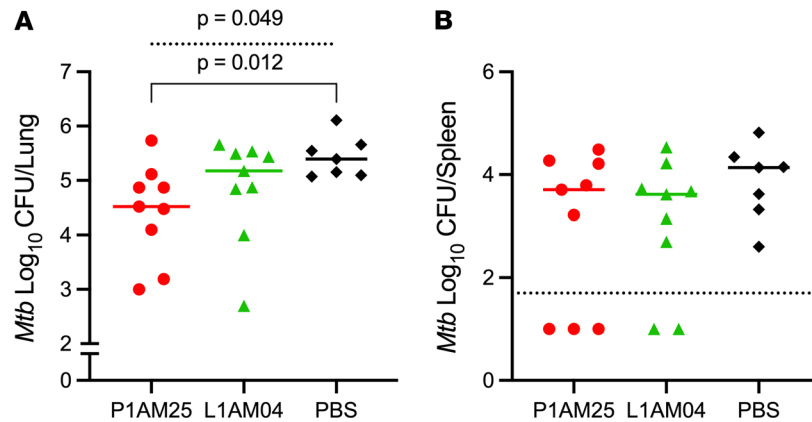 A
p = 0.049
p = 0.012
7
6
5
4
3
2
0
Mtb Log10 CFU/Lung
P1AM25 L1AM04 PBS
B
6
4
2
0
Mtb Log10 CFU/Spleen
P1AM25 L1AM04 PBS